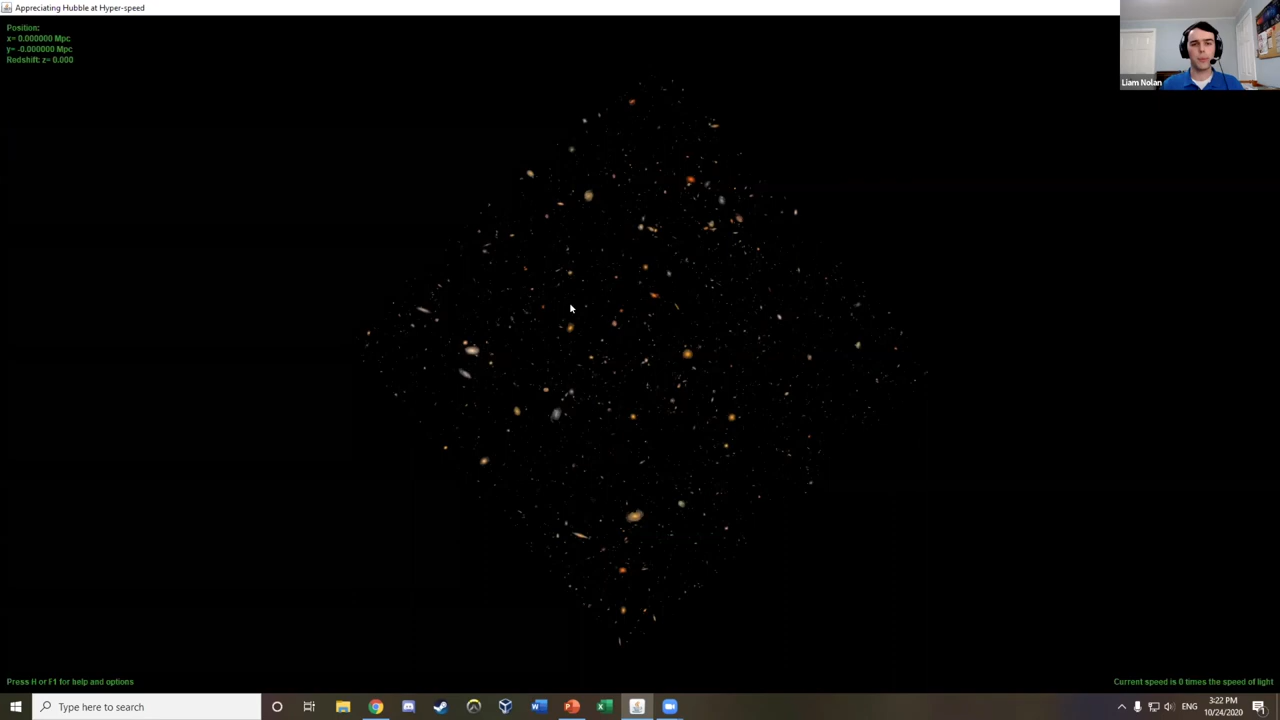 Appreciating Hubble at Hyper-speed
Position:
x= 0.000000 Mpc
y= -0.000000 Mpc
Redshift: z= 0.000
Liam Nolan
Press H or F1 for help and options
Current speed is 0 times the speed of light
Type here to search
ENG
3:22 PM
10/24/2020